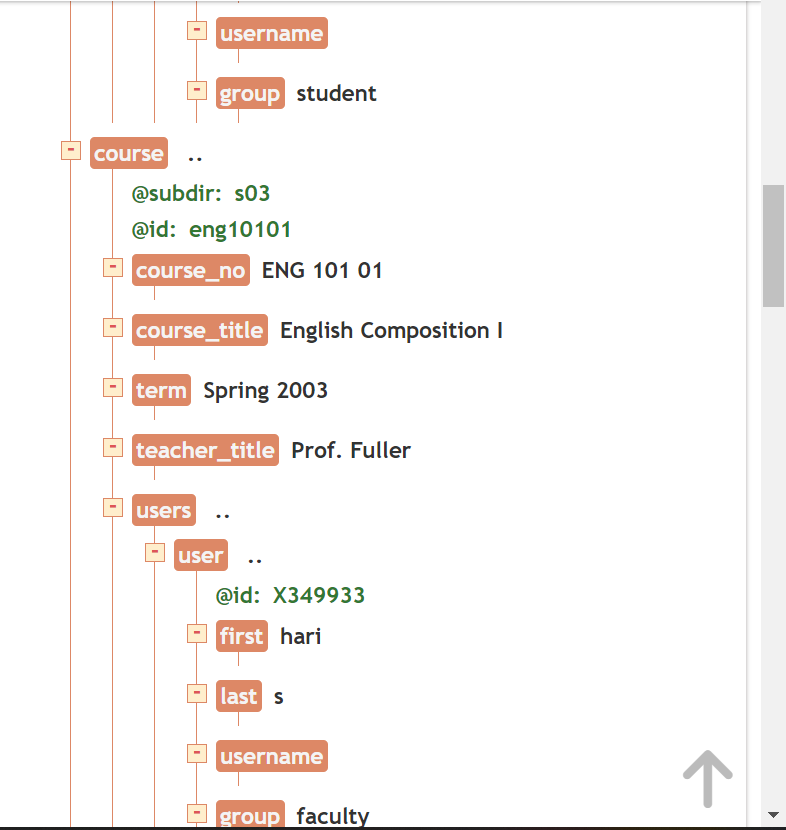 - username
- group student
- course ..
@subdir: s03
@id: eng10101
- course_no ENG 101 01
- course_title English Composition I
- term Spring 2003
- teacher_title Prof. Fuller
- users ..
- user ..
@id: X349933
- first hari
- last s
- username
- group faculty